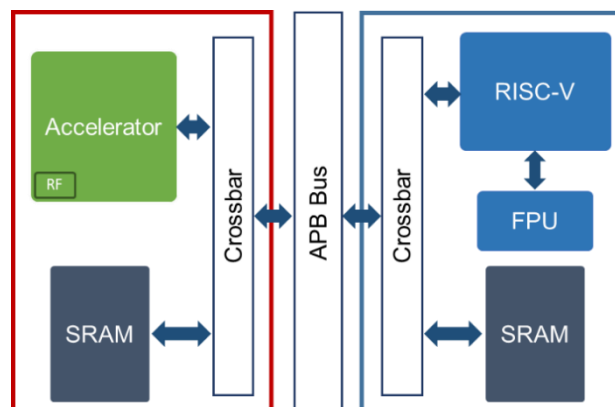 Accelerator
RF
SRAM
Crossbar
APB Bus
Crossbar
RISC-V
FPU
SRAM